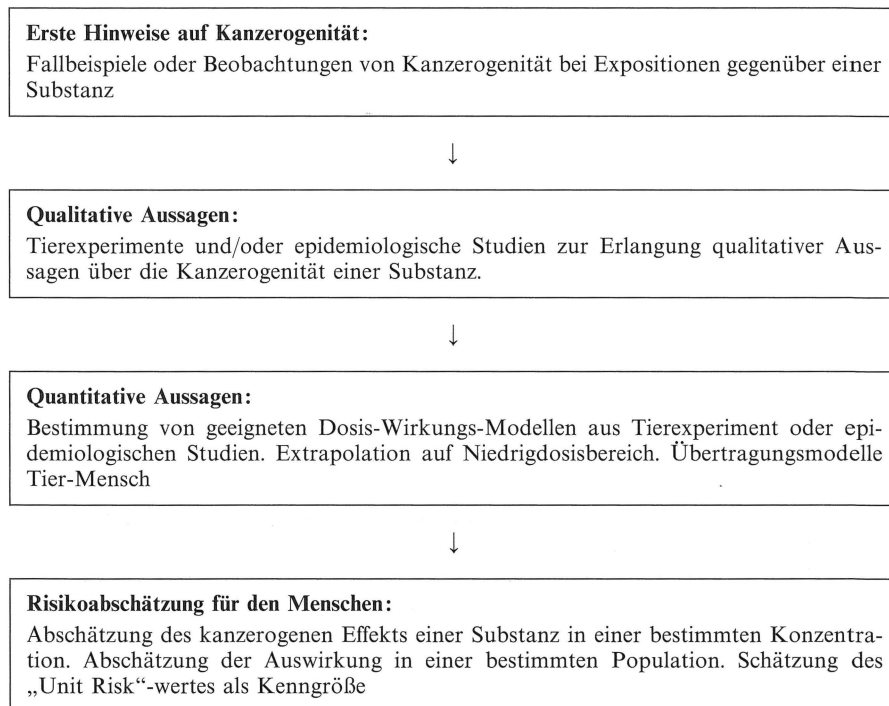 Erste Hinweise auf Kanzerogenität:
Fallbeispiele oder Beobachtungen von Kanzerogenität bei Expositionen gegenüber einer
Substanz
↓
Qualitative Aussagen:
Tierexperimente und/oder epidemiologische Studien zur Erlangung qualitativer Aus-
sagen über die Kanzerogenität einer Substanz.
↓
Quantitative Aussagen:
Bestimmung von geeigneten Dosis-Wirkungs-Modellen aus Tierexperiment oder epi-
demiologischen Studien. Extrapolation auf Niedrigdosisbereich. Übertragungsmodelle
Tier-Mensch
↓
Risikoabschätzung für den Menschen:
Abschätzung des kanzerogenen Effekts einer Substanz in einer bestimmten Konzentra-
tion. Abschätzung der Auswirkung in einer bestimmten Population. Schätzung des
„Unit Risk“-wertes als Kenngröße